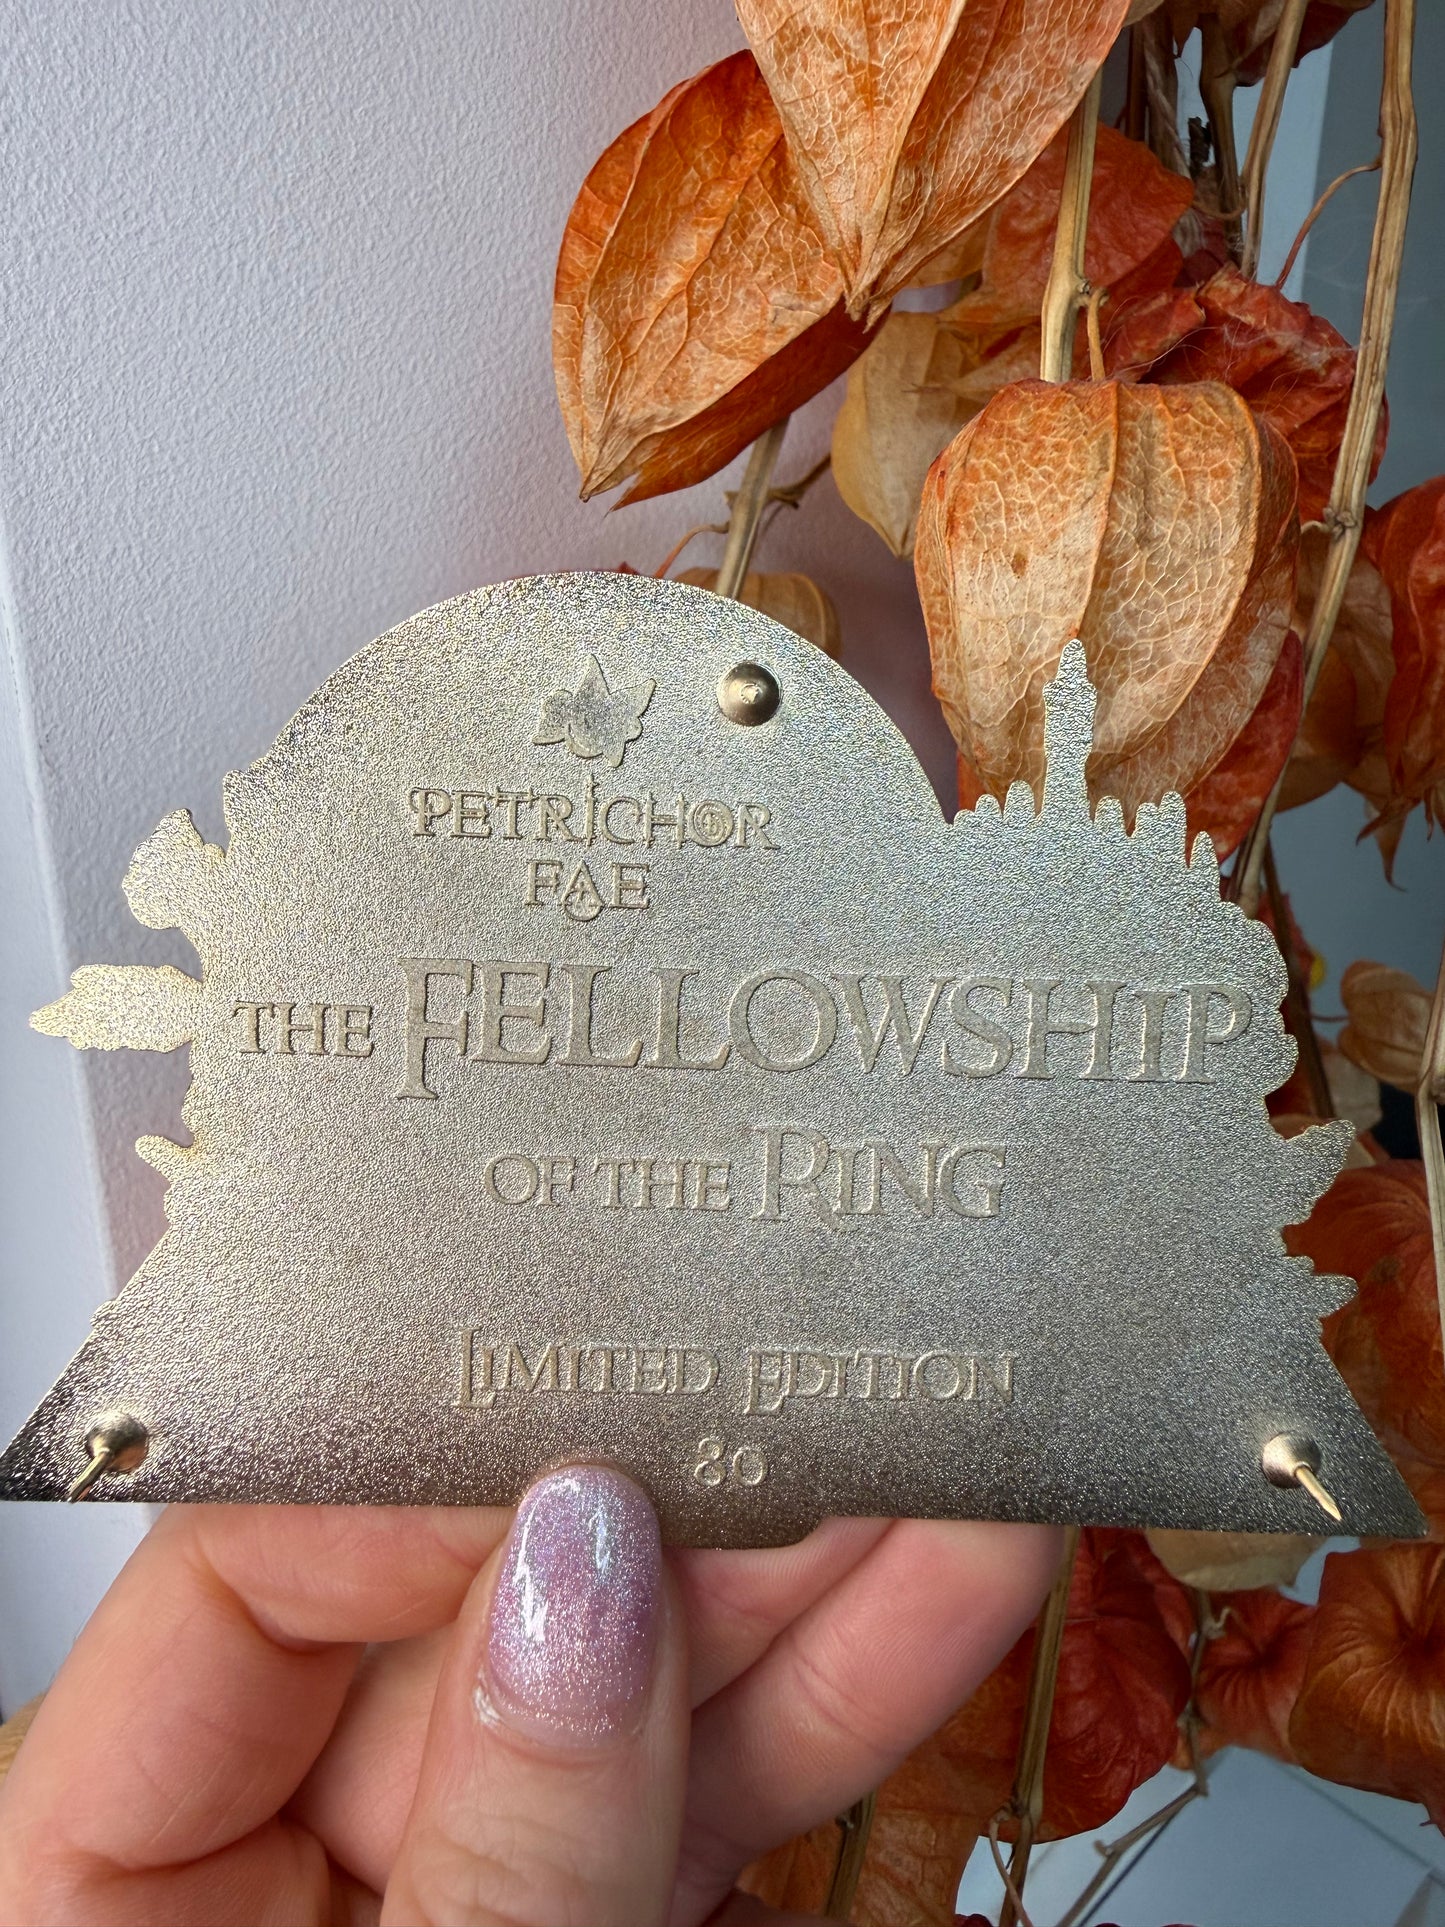 PETRICHOR
FAE
THE FELLOWSHIP
OF THE RING
LIMITED EDITION
80